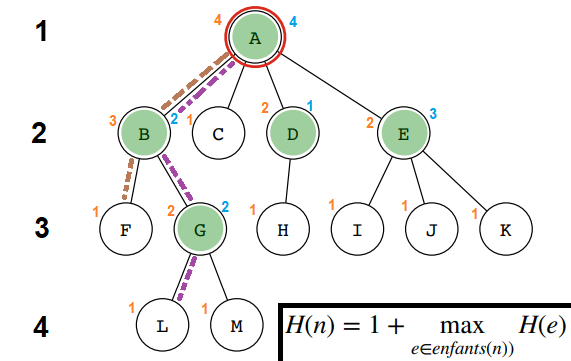 1
4 A 4
2
3 B 2
1 C
2 D 1
2 E 3
3
1 F
2 G 2
1 H
1 I
1 J
1 K
4
1 L
1 M
H(n) = 1 + max H(e)
e∈enfants(n))